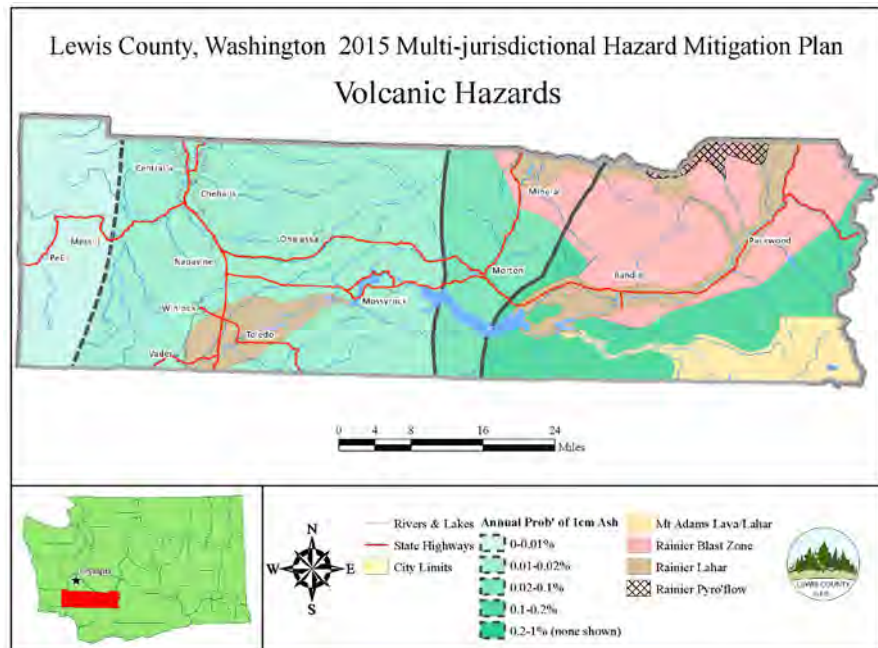 Lewis County, Washington 2015 Multi-jurisdictional Hazard Mitigation Plan
Volcanic Hazards
Centralia
Chehalis
Mineral
Onalassa
Packwood
Pe Ell
Napavine
Morton
Randle
Mossyrock
Winlock
Toledo
Vader
0 4 8 16 24
Miles
Olympia
N
W E
S
Rivers & Lakes
State Highways
City Limits
Annual Prob' of 1cm Ash
0-0.01%
0.01-0.02%
0.02-0.1%
0.1-0.2%
0.2-1% (none shown)
Mt Adams Lava/Lahar
Rainier Blast Zone
Rainier Lahar
Rainier Pyro'flow
LEWIS COUNTY